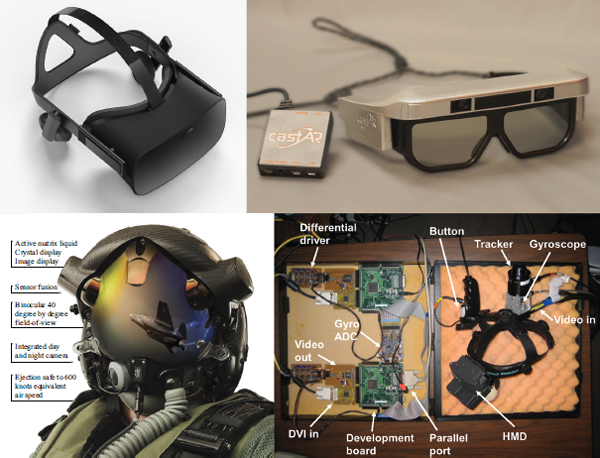 castAR
castAR
Active matrix liquid
Crystal display
Image display
Sensor fusion
Binocular 40
degree by degree
field-of-view
Integrated day
and night camera
Ejection safe to 600
knots equivalent
air speed
Differential
driver
Button
Tracker
Gyroscope
Gyro
ADC
Video in
Video
out
DVI in
Development
board
Parallel
port
HMD